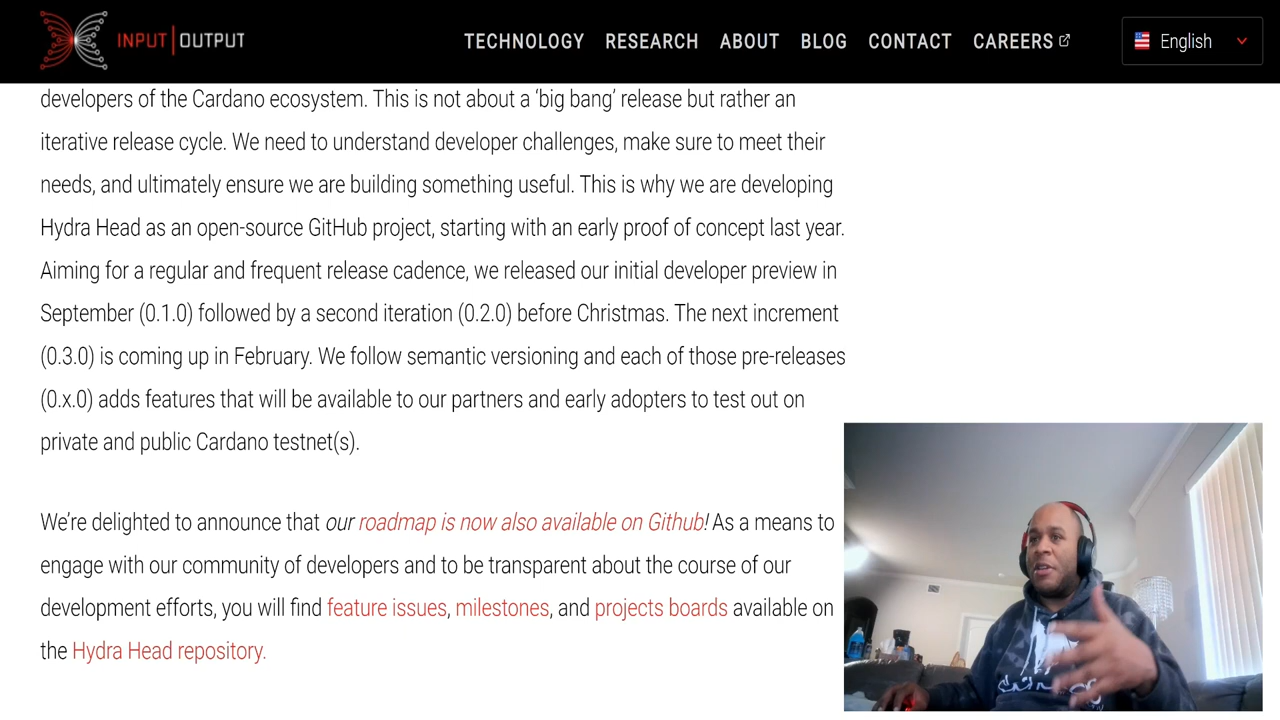 INPUT | OUTPUT
TECHNOLOGY RESEARCH ABOUT BLOG CONTACT CAREERS
English
developers of the Cardano ecosystem. This is not about a ‘big bang’ release but rather an
iterative release cycle. We need to understand developer challenges, make sure to meet their
needs, and ultimately ensure we are building something useful. This is why we are developing
Hydra Head as an open-source GitHub project, starting with an early proof of concept last year.
Aiming for a regular and frequent release cadence, we released our initial developer preview in
September (0.1.0) followed by a second iteration (0.2.0) before Christmas. The next increment
(0.3.0) is coming up in February. We follow semantic versioning and each of those pre-releases
(0.x.0) adds features that will be available to our partners and early adopters to test out on
private and public Cardano testnet(s).
We’re delighted to announce that our roadmap is now also available on Github! As a means to
engage with our community of developers and to be transparent about the course of our
development efforts, you will find feature issues, milestones, and projects boards available on
the Hydra Head repository.